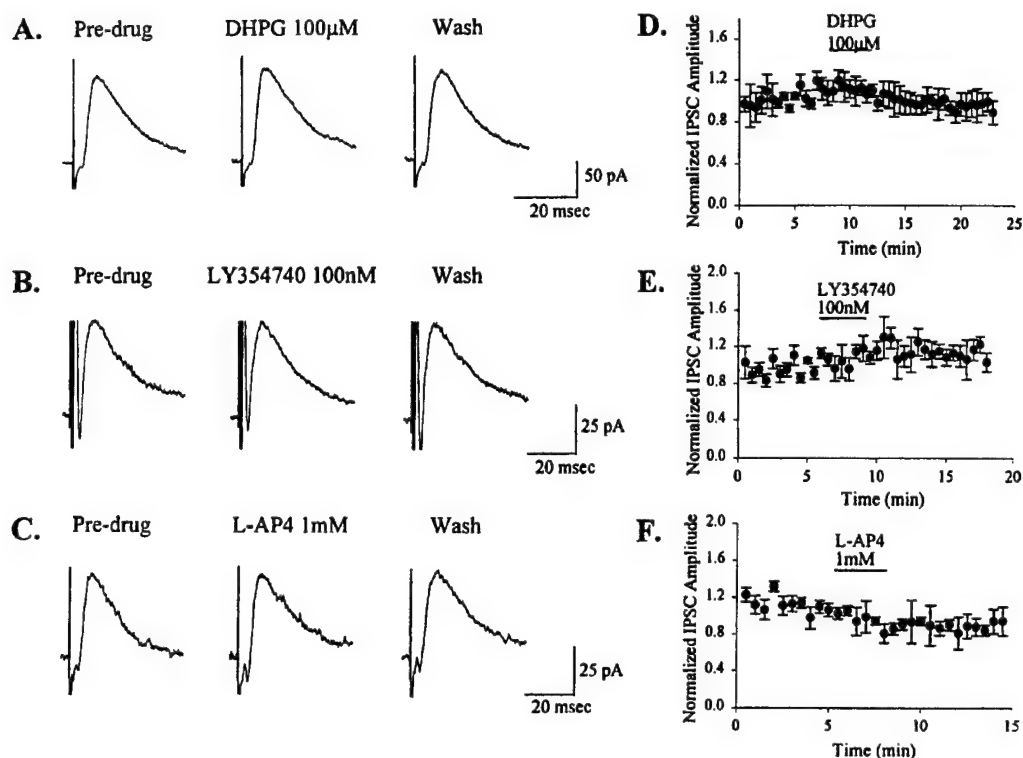 A.
Pre-drug
DHPG 100µM
Wash
50 pA
20 msec
B.
Pre-drug
LY354740 100nM
Wash
25 pA
20 msec
C.
Pre-drug
L-AP4 1mM
Wash
25 pA
20 msec
D.
DHPG
100µM
Normalized IPSC Amplitude
1.6
1.2
0.8
0.4
0.0
0 5 10 15 20 25
Time (min)
E.
LY354740
100nM
Normalized IPSC Amplitude
2.0
1.6
1.2
0.8
0.4
0.0
0 5 10 15 20
Time (min)
F.
L-AP4
1mM
Normalized IPSC Amplitude
2.0
1.6
1.2
0.8
0.4
0.0
0 5 10 15
Time (min)